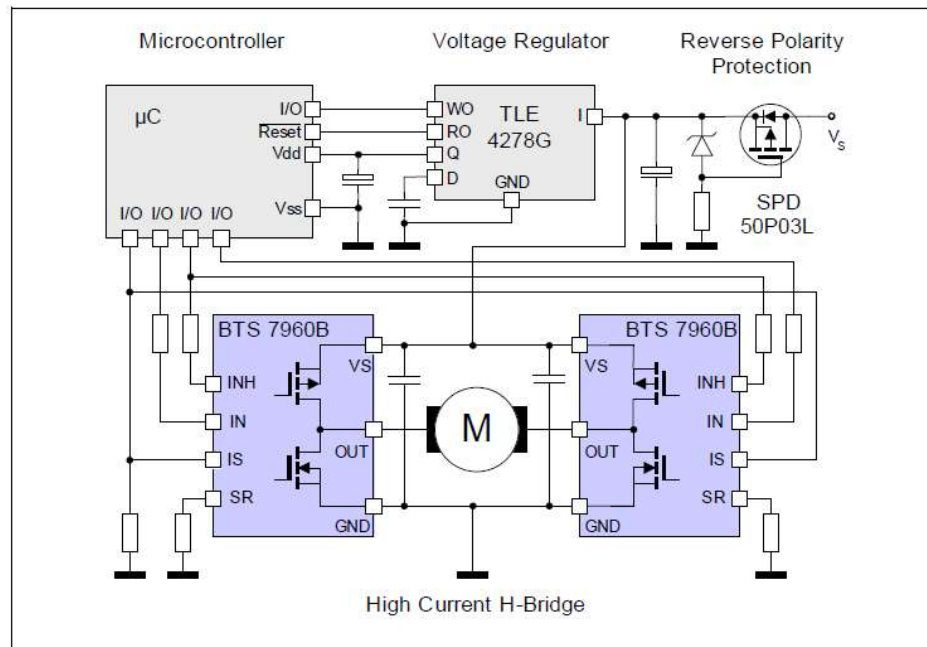 Microcontroller
Voltage Regulator
Reverse Polarity
Protection
µC
I/O
Reset
Vdd
Vss
I/O I/O I/O I/O
WO
RO
Q
D
TLE
4278G
I
GND
V_S
SPD
50P03L
BTS 7960B
VS
INH
IN
IS
SR
OUT
GND
M
BTS 7960B
VS
INH
IN
IS
SR
OUT
GND
High Current H-Bridge